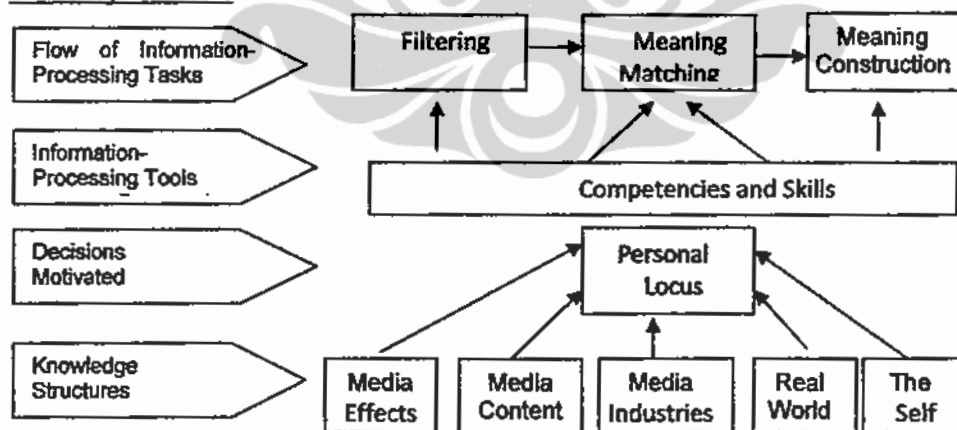 Flow of Information-
Processing Tasks
Filtering
Meaning
Matching
Meaning
Construction
Information-
Processing Tools
Competencies and Skills
Decisions
Motivated
Personal
Locus
Knowledge
Structures
Media
Effects
Media
Content
Media
Industries
Real
World
The
Self